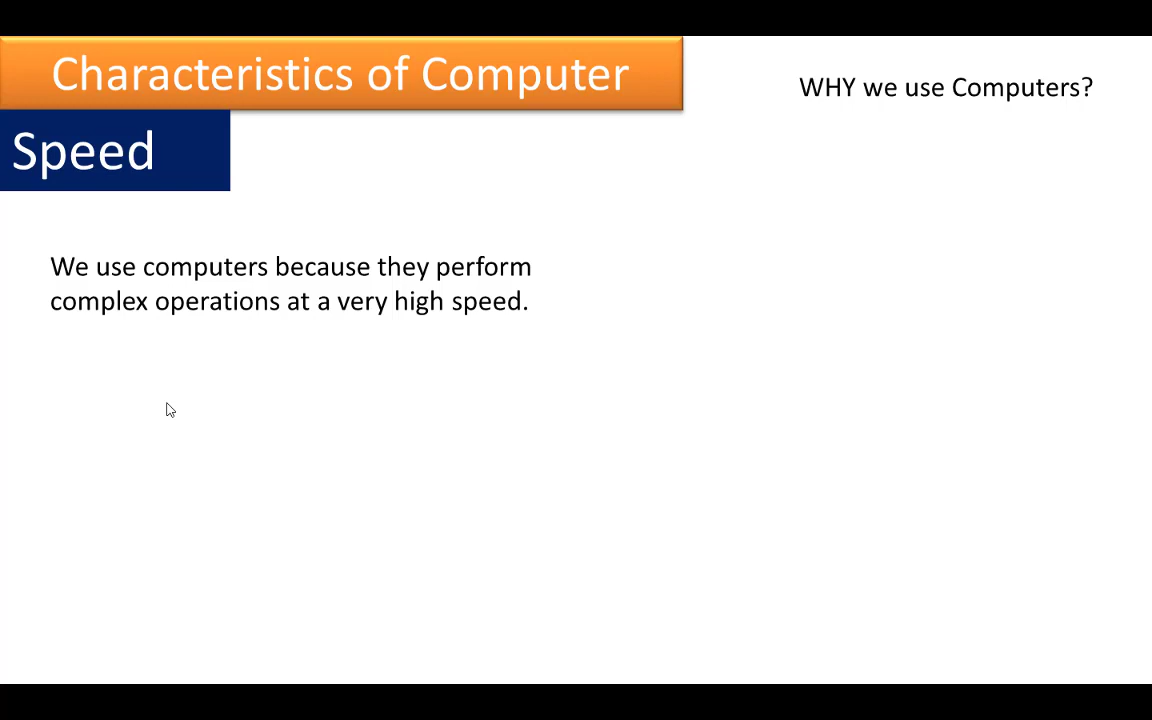 Characteristics of Computer
WHY we use Computers?
Speed
We use computers because they perform
complex operations at a very high speed.